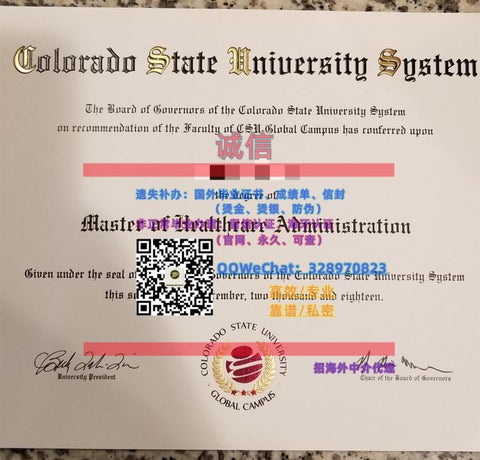 Colorado State University System
The Board of Governors of the Colorado State University System
on recommendation of the Faculty of CSU-Global Campus has conferred upon
诚信
the degree of
遗失补办：国外毕业证书、成绩单、信封
(烫金、烫银、防伪)
Master of Healthcare Administration
(官网、永久、可查)
QQWeChat: 328970823
Given under the seal of Governors of the Colorado State University System
高效/专业
this two thousand and eighteen.
靠谱/私密
COLORADO STATE UNIVERSITY
GLOBAL CAMPUS
University President
招海外中介代理
Chair of the Board of Governors